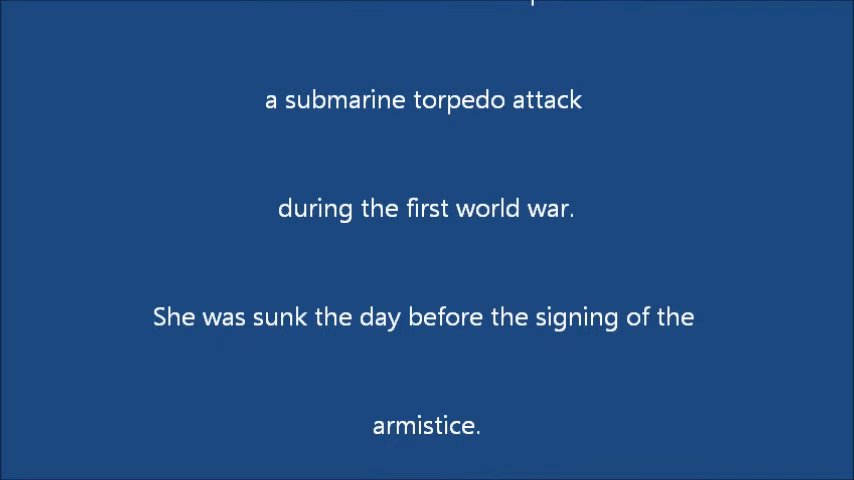 a submarine torpedo attack
during the first world war.
She was sunk the day before the signing of the
armistice.